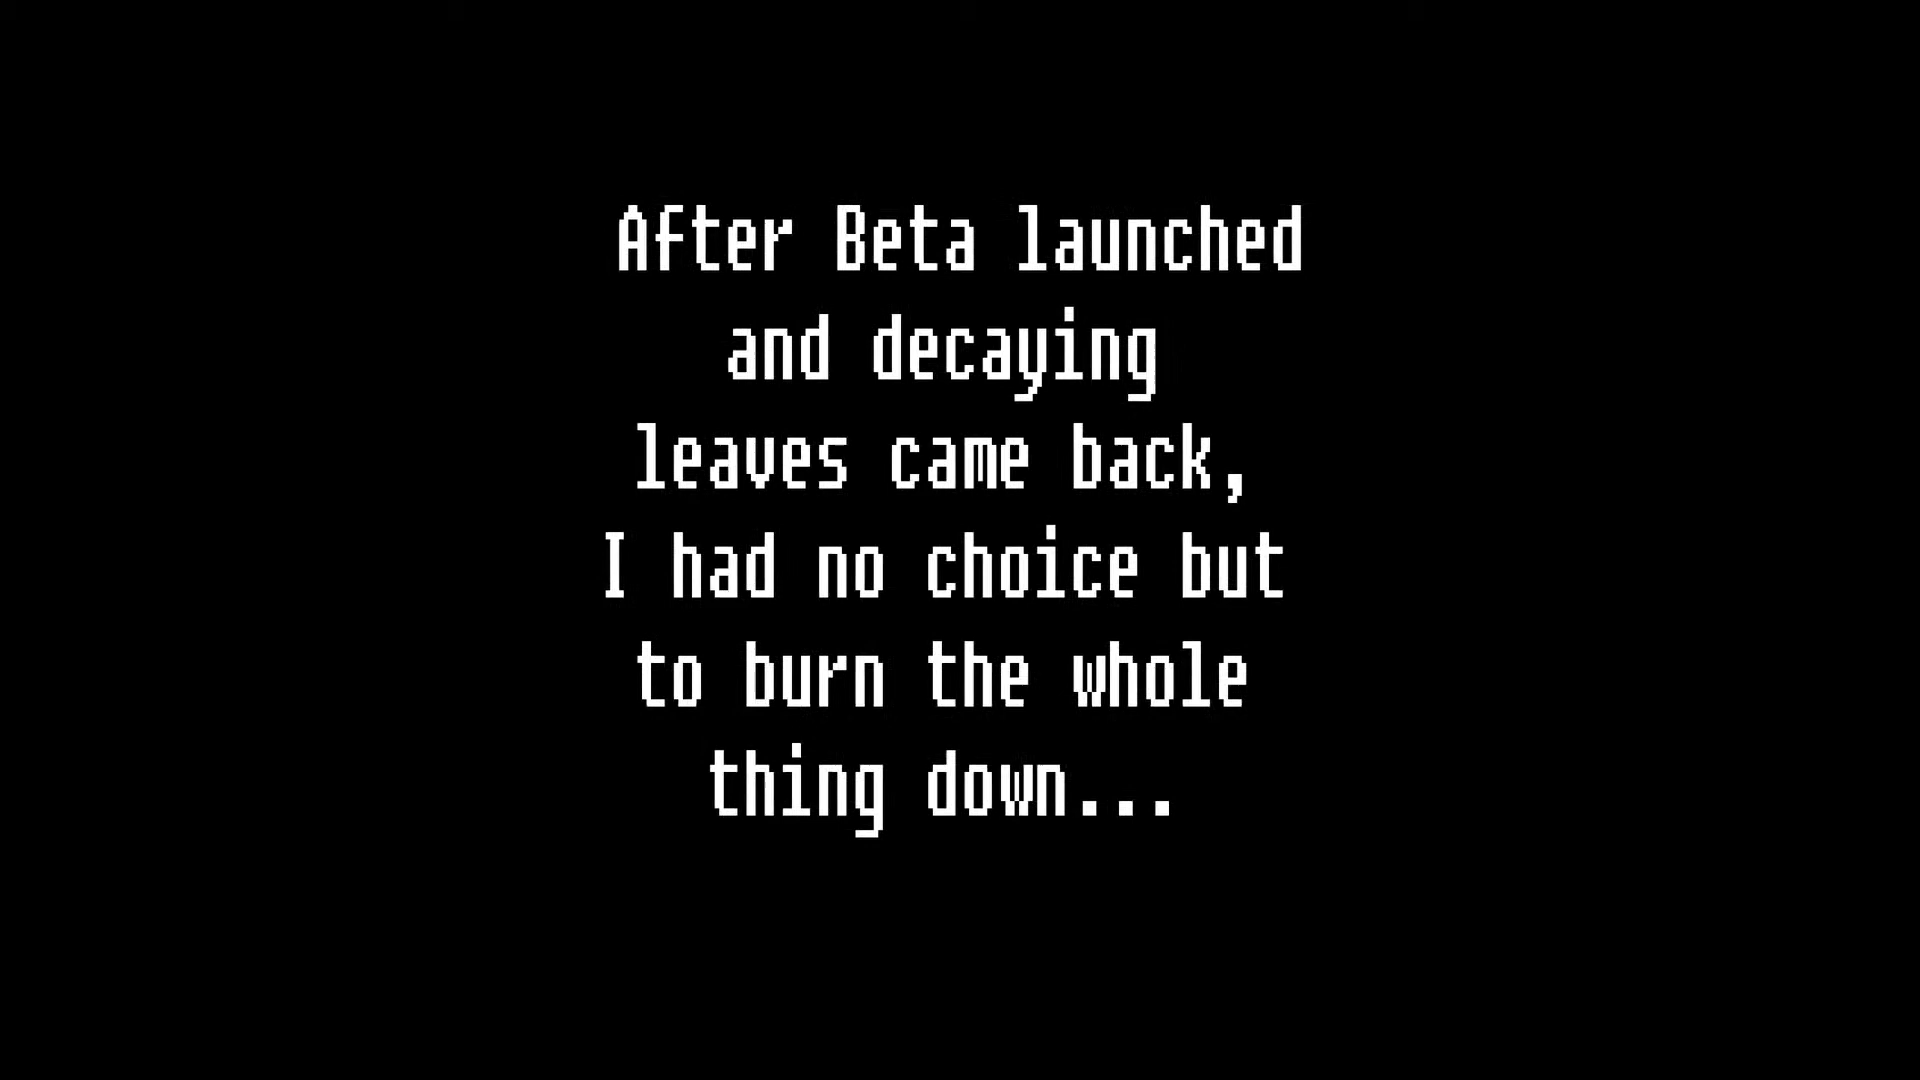 After Beta launched
and decaying
leaves came back,
I had no choice but
to burn the whole
thing down...